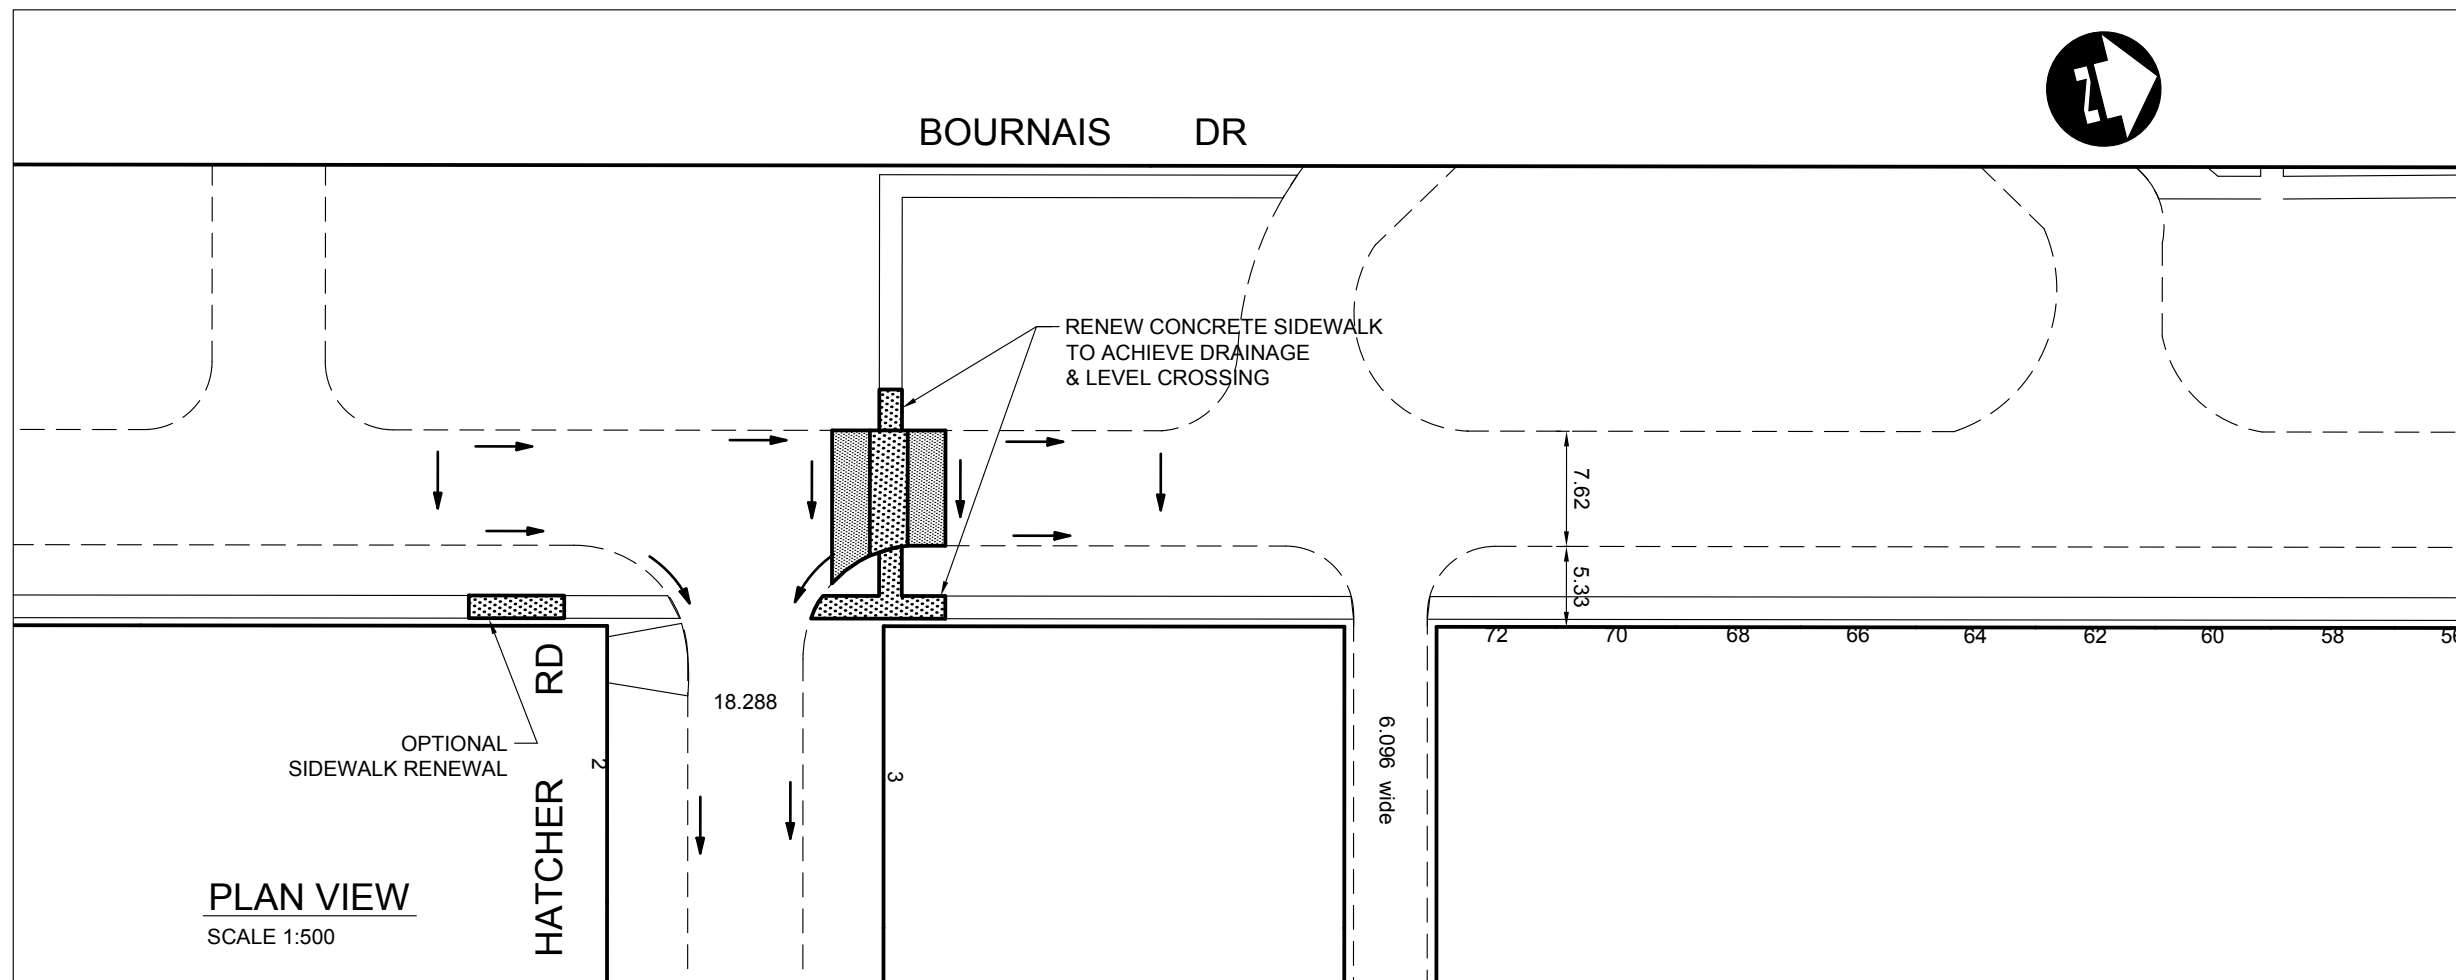 BOURNAIS DR
N
RENEW CONCRETE SIDEWALK
TO ACHIEVE DRAINAGE
& LEVEL CROSSING
7.62
5.33
72 70 68 66 64 62 60 58 56
18.288
OPTIONAL
SIDEWALK RENEWAL
HATCHER RD
2
3
6.096 wide
PLAN VIEW
SCALE 1:500